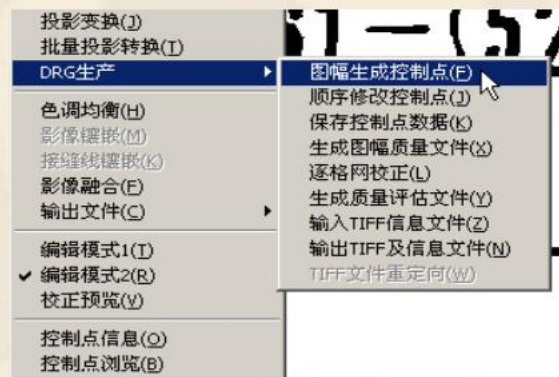 投影变换(J)
批量投影转换(T)
DRG生产
色调均衡(H)
影像镶嵌(M)
接缝线镶嵌(K)
影像融合(F)
输出文件(C)
编辑模式1(T)
编辑模式2(R)
校正预览(V)
控制点信息(O)
控制点浏览(B)
图幅生成控制点(F)
顺序修改控制点(J)
保存控制点数据(K)
生成图幅质量文件(X)
逐格网校正(L)
生成质量评估文件(Y)
输入TIFF信息文件(Z)
输出TIFF及信息文件(N)
TIFF文件重定向(W)